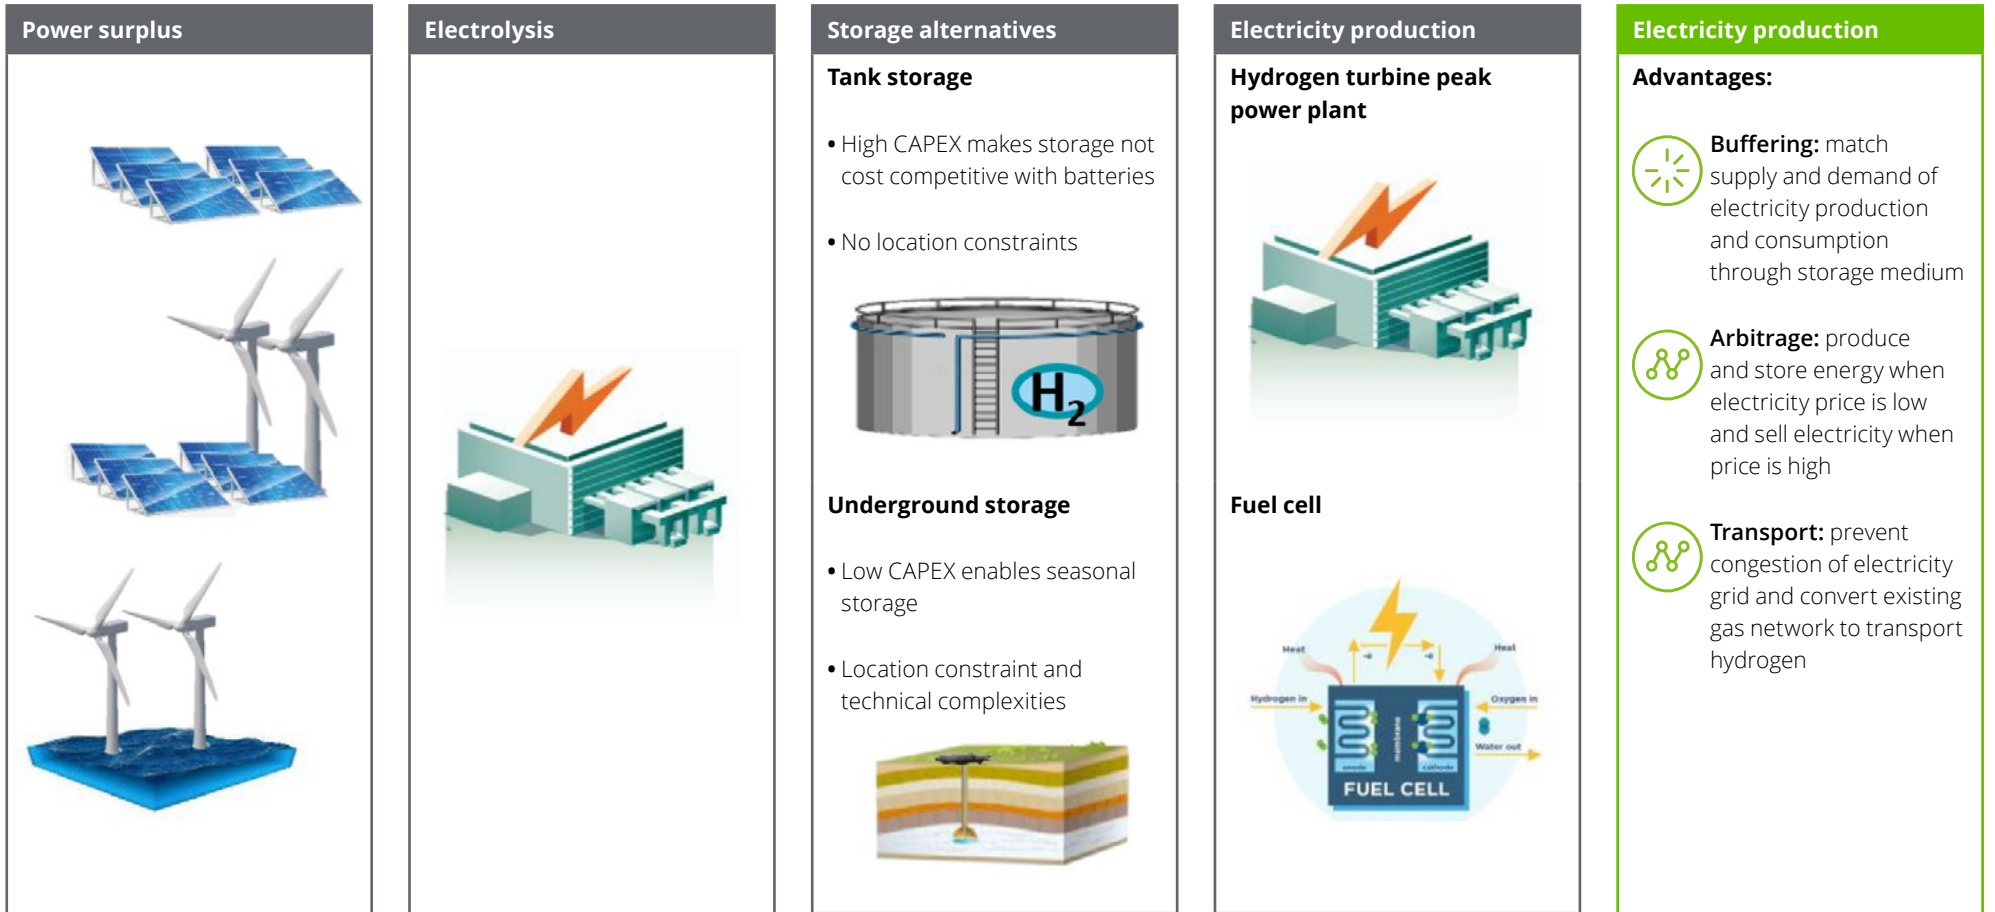 Power surplus
Electrolysis
Storage alternatives
Tank storage
• High CAPEX makes storage not
cost competitive with batteries
• No location constraints
H2
Underground storage
• Low CAPEX enables seasonal
storage
• Location constraint and
technical complexities
Electricity production
Hydrogen turbine peak
power plant
Fuel cell
Heat
Heat
-e
-e
Hydrogen in
Oxygen in
membrane
Water out
anode
cathode
FUEL CELL
Electricity production
Advantages:
Buffering: match
supply and demand of
electricity production
and consumption
through storage medium
Arbitrage: produce
and store energy when
electricity price is low
and sell electricity when
price is high
Transport: prevent
congestion of electricity
grid and convert existing
gas network to transport
hydrogen